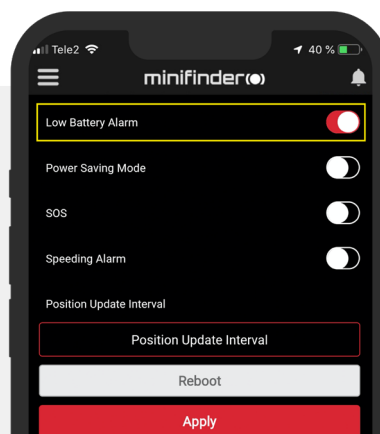 Tele2 40 %
minifinder
Low Battery Alarm
Power Saving Mode
SOS
Speeding Alarm
Position Update Interval
Position Update Interval
Reboot
Apply